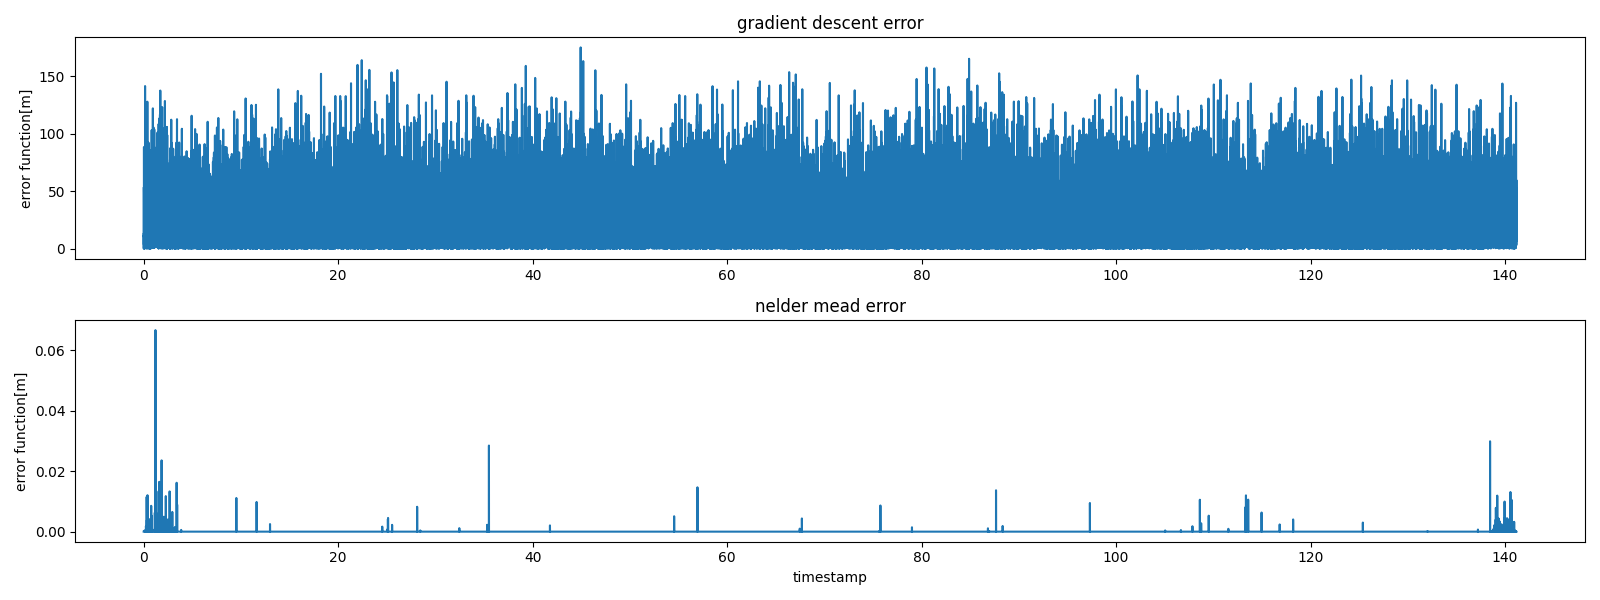 gradient descent error
error function[m]
150
100
50
0
0 20 40 60 80 100 120 140
nelder mead error
error function[m]
0.06
0.04
0.02
0.00
0 20 40 60 80 100 120 140
timestamp